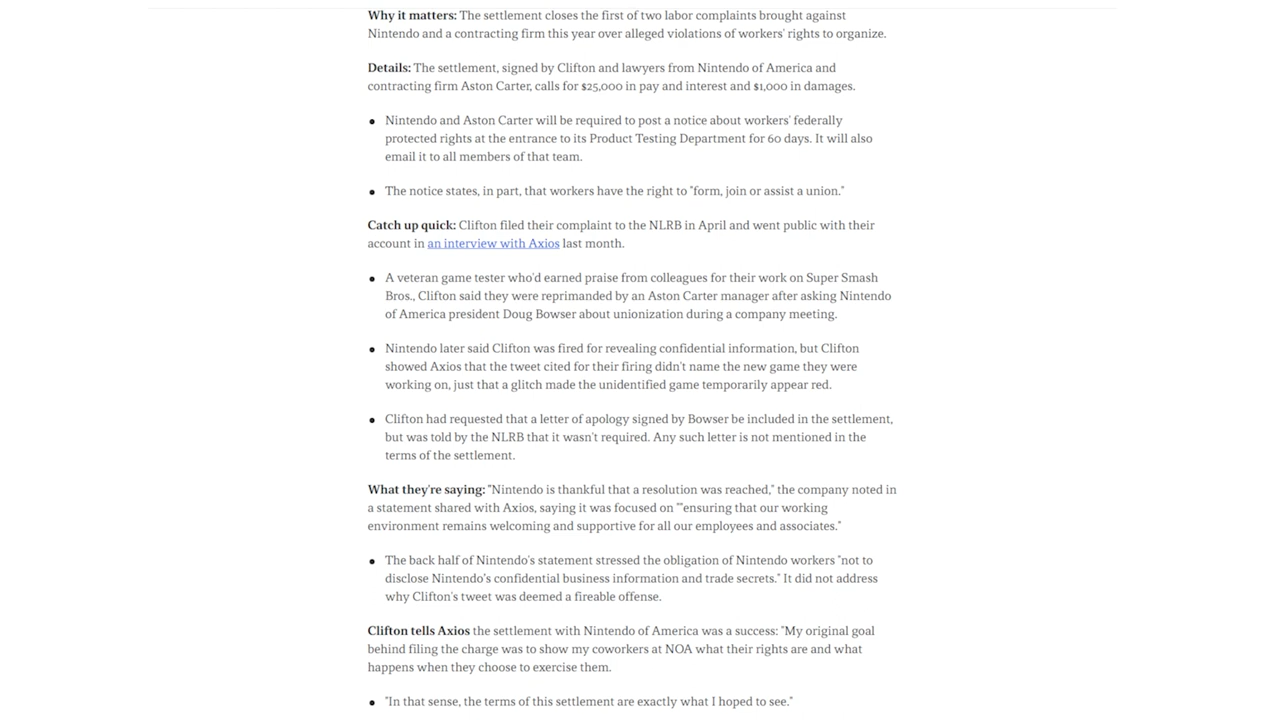 Why it matters: The settlement closes the first of two labor complaints brought against
Nintendo and a contracting firm this year over alleged violations of workers' rights to organize.
Details: The settlement, signed by Clifton and lawyers from Nintendo of America and
contracting firm Aston Carter, calls for $25,000 in pay and interest and $1,000 in damages.
• Nintendo and Aston Carter will be required to post a notice about workers' federally
protected rights at the entrance to its Product Testing Department for 60 days. It will also
email it to all members of that team.
• The notice states, in part, that workers have the right to "form, join or assist a union."
Catch up quick: Clifton filed their complaint to the NLRB in April and went public with their
account in an interview with Axios last month.
• A veteran game tester who'd earned praise from colleagues for their work on Super Smash
Bros., Clifton said they were reprimanded by an Aston Carter manager after asking Nintendo
of America president Doug Bowser about unionization during a company meeting.
• Nintendo later said Clifton was fired for revealing confidential information, but Clifton
showed Axios that the tweet cited for their firing didn't name the new game they were
working on, just that a glitch made the unidentified game temporarily appear red.
• Clifton had requested that a letter of apology signed by Bowser be included in the settlement,
but was told by the NLRB that it wasn't required. Any such letter is not mentioned in the
terms of the settlement.
What they're saying: "Nintendo is thankful that a resolution was reached," the company noted in
a statement shared with Axios, saying it was focused on ""ensuring that our working
environment remains welcoming and supportive for all our employees and associates."
• The back half of Nintendo's statement stressed the obligation of Nintendo workers "not to
disclose Nintendo's confidential business information and trade secrets." It did not address
why Clifton's tweet was deemed a fireable offense.
Clifton tells Axios the settlement with Nintendo of America was a success: "My original goal
behind filing the charge was to show my coworkers at NOA what their rights are and what
happens when they choose to exercise them.
• "In that sense, the terms of this settlement are exactly what I hoped to see."